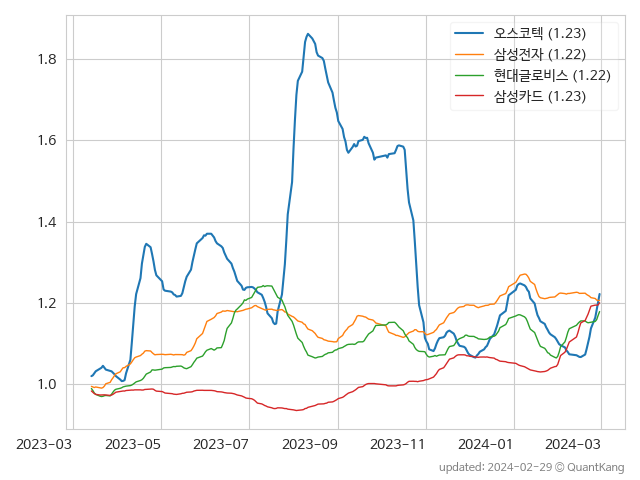 오스코텍 (1.23)
삼성전자 (1.22)
현대글로비스 (1.22)
삼성카드 (1.23)
1.8
1.6
1.4
1.2
1.0
2023-03 2023-05 2023-07 2023-09 2023-11 2024-01 2024-03
updated: 2024-02-29 © QuantKang